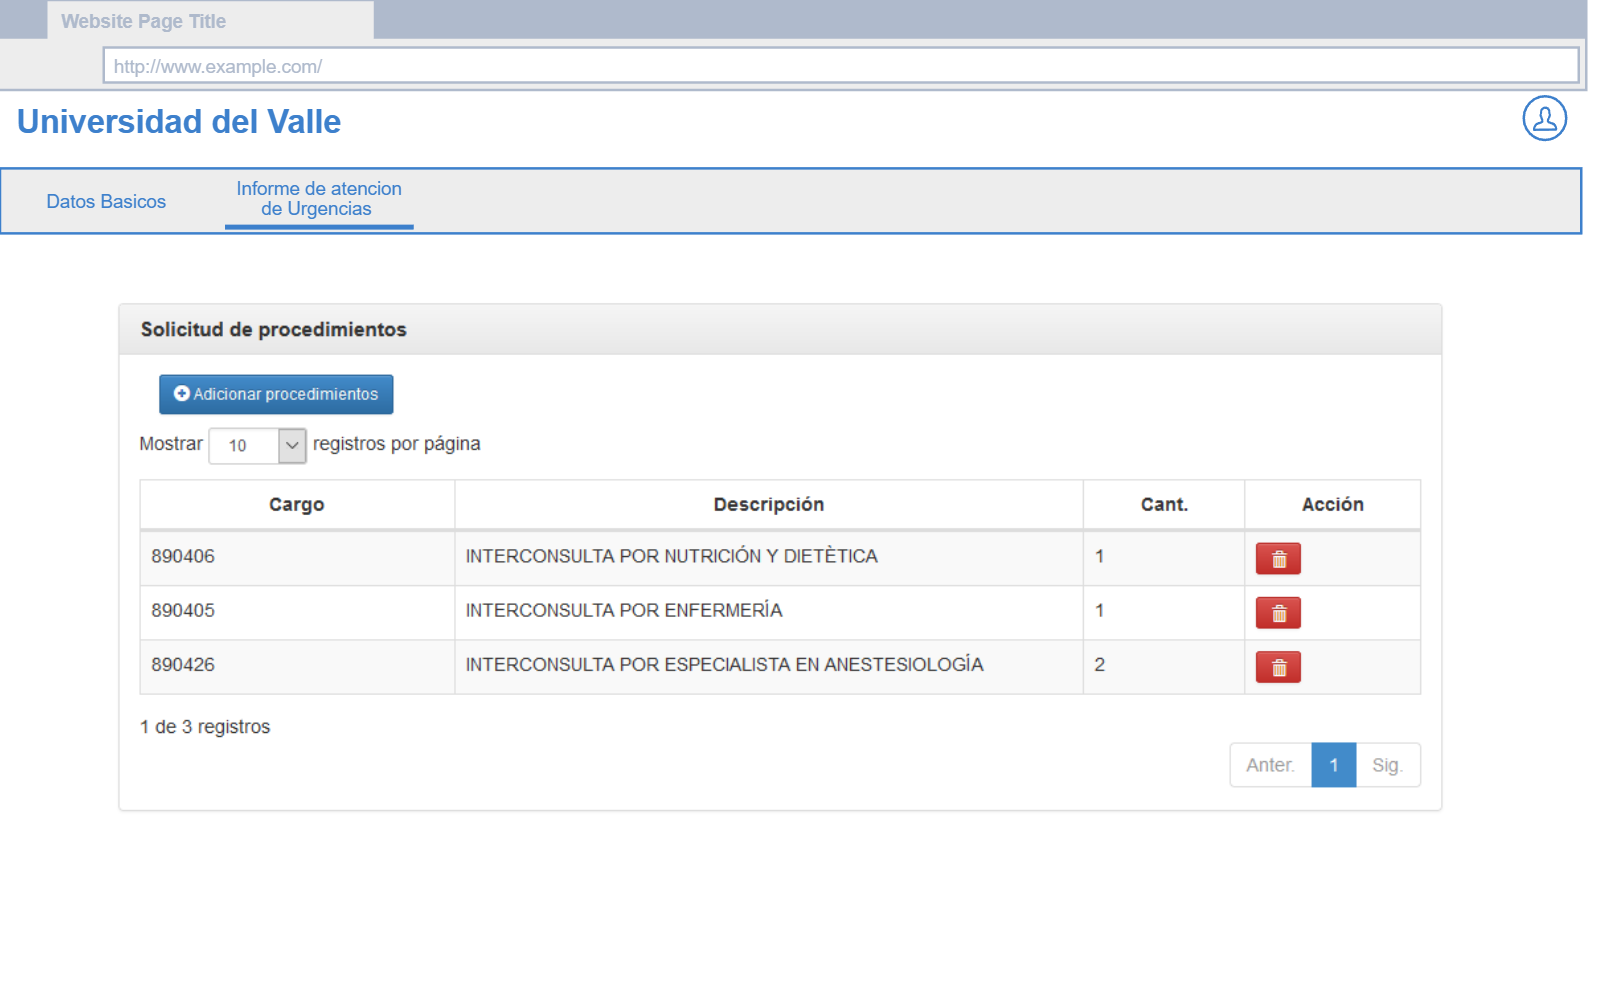 Website Page Title
http://www.example.com/
Universidad del Valle
Datos Basicos
Informe de atencion
de Urgencias
Solicitud de procedimientos
Adicionar procedimientos
Mostrar 10 registros por página
Cargo Descripción Cant. Acción
890406 INTERCONSULTA POR NUTRICIÓN Y DIETÈTICA 1
890405 INTERCONSULTA POR ENFERMERÍA 1
890426 INTERCONSULTA POR ESPECIALISTA EN ANESTESIOLOGÍA 2
1 de 3 registros
Anter. 1 Sig.